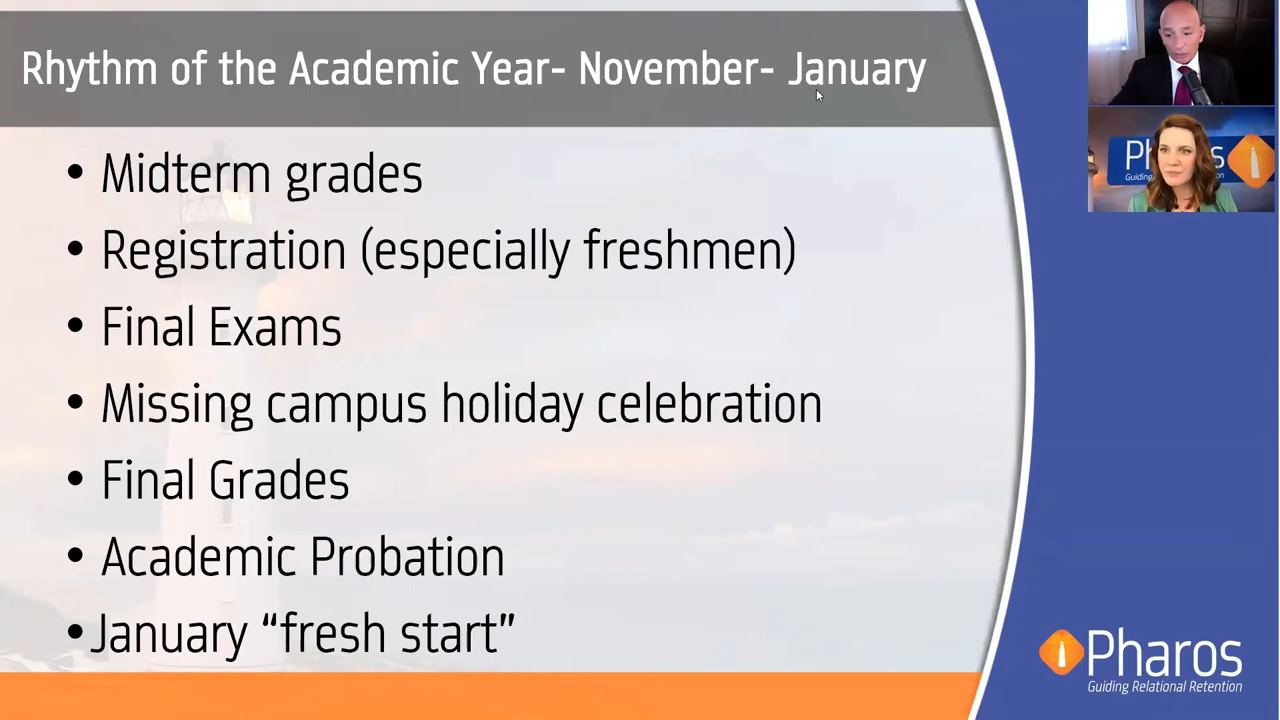 Rhythm of the Academic Year- November- January
• Midterm grades
• Registration (especially freshmen)
• Final Exams
• Missing campus holiday celebration
• Final Grades
• Academic Probation
• January “fresh start”
Pharos
Guiding Relational Retention